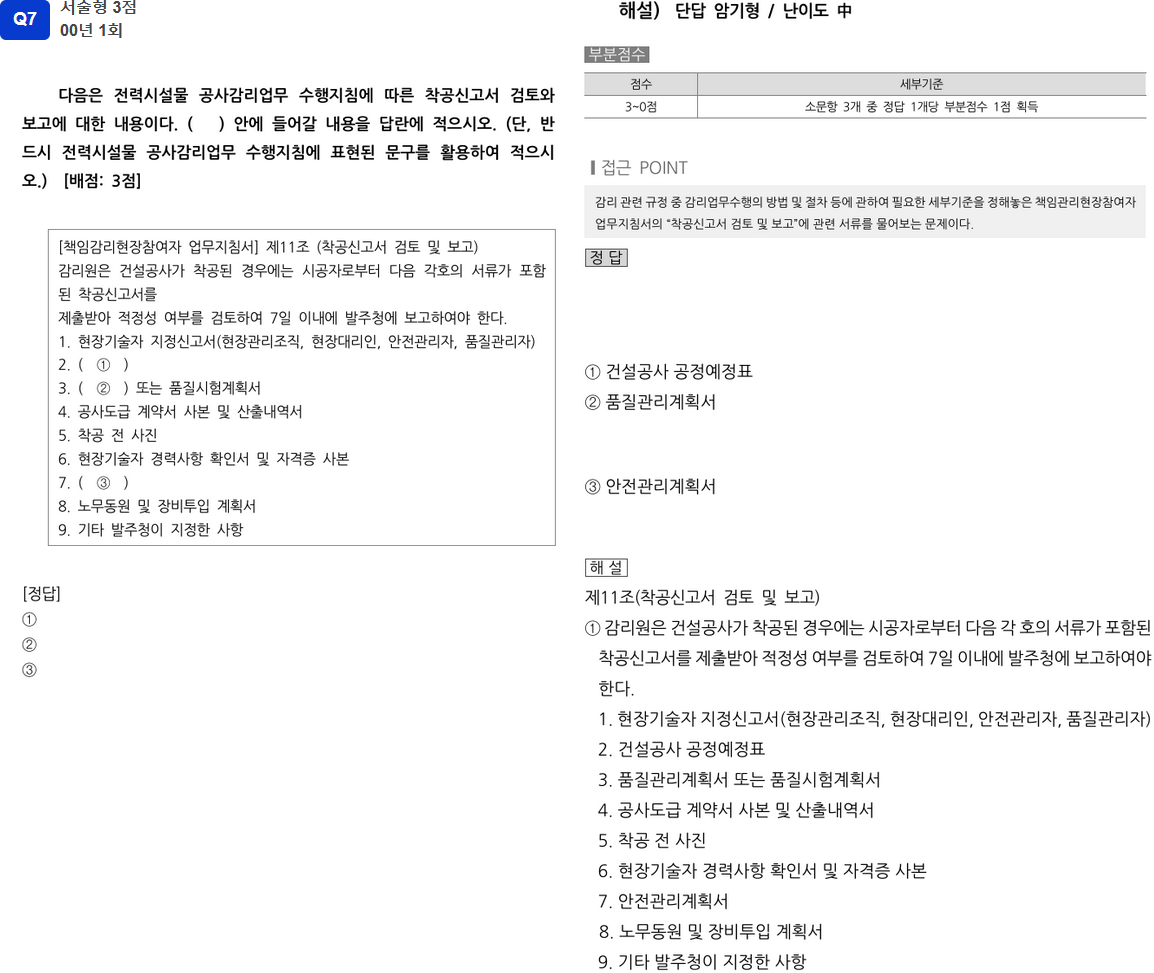 Q7
서술형 3점
00년 1회
다음은 전력시설물 공사감리업무 수행지침에 따른 착공신고서 검토와
보고에 대한 내용이다. (   ) 안에 들어갈 내용을 답란에 적으시오. (단, 반
드시 전력시설물 공사감리업무 수행지침에 표현된 문구를 활용하여 적으시
오.) [배점: 3점]
[책임감리현장참여자 업무지침서] 제11조 (착공신고서 검토 및 보고)
감리원은 건설공사가 착공된 경우에는 시공자로부터 다음 각호의 서류가 포함
된 착공신고서를
제출받아 적정성 여부를 검토하여 7일 이내에 발주청에 보고하여야 한다.
1. 현장기술자 지정신고서(현장관리조직, 현장대리인, 안전관리자, 품질관리자)
2. ( ① )
3. ( ② ) 또는 품질시험계획서
4. 공사도급 계약서 사본 및 산출내역서
5. 착공 전 사진
6. 현장기술자 경력사항 확인서 및 자격증 사본
7. ( ③ )
8. 노무동원 및 장비투입 계획서
9. 기타 발주청이 지정한 사항
[정답]
①
②
③
해설) 단답 암기형 / 난이도 中
부분점수
점수 세부기준
3~0점 소문항 3개 중 정답 1개당 부분점수 1점 획득
접근 POINT
감리 관련 규정 중 감리업무수행의 방법 및 절차 등에 관하여 필요한 세부기준을 정해놓은 책임관리현장참여자
업무지침서의 “착공신고서 검토 및 보고”에 관련 서류를 물어보는 문제이다.
정 답
① 건설공사 공정예정표
② 품질관리계획서
③ 안전관리계획서
해 설
제11조(착공신고서 검토 및 보고)
① 감리원은 건설공사가 착공된 경우에는 시공자로부터 다음 각 호의 서류가 포함된
착공신고서를 제출받아 적정성 여부를 검토하여 7일 이내에 발주청에 보고하여야
한다.
1. 현장기술자 지정신고서(현장관리조직, 현장대리인, 안전관리자, 품질관리자)
2. 건설공사 공정예정표
3. 품질관리계획서 또는 품질시험계획서
4. 공사도급 계약서 사본 및 산출내역서
5. 착공 전 사진
6. 현장기술자 경력사항 확인서 및 자격증 사본
7. 안전관리계획서
8. 노무동원 및 장비투입 계획서
9. 기타 발주청이 지정한 사항